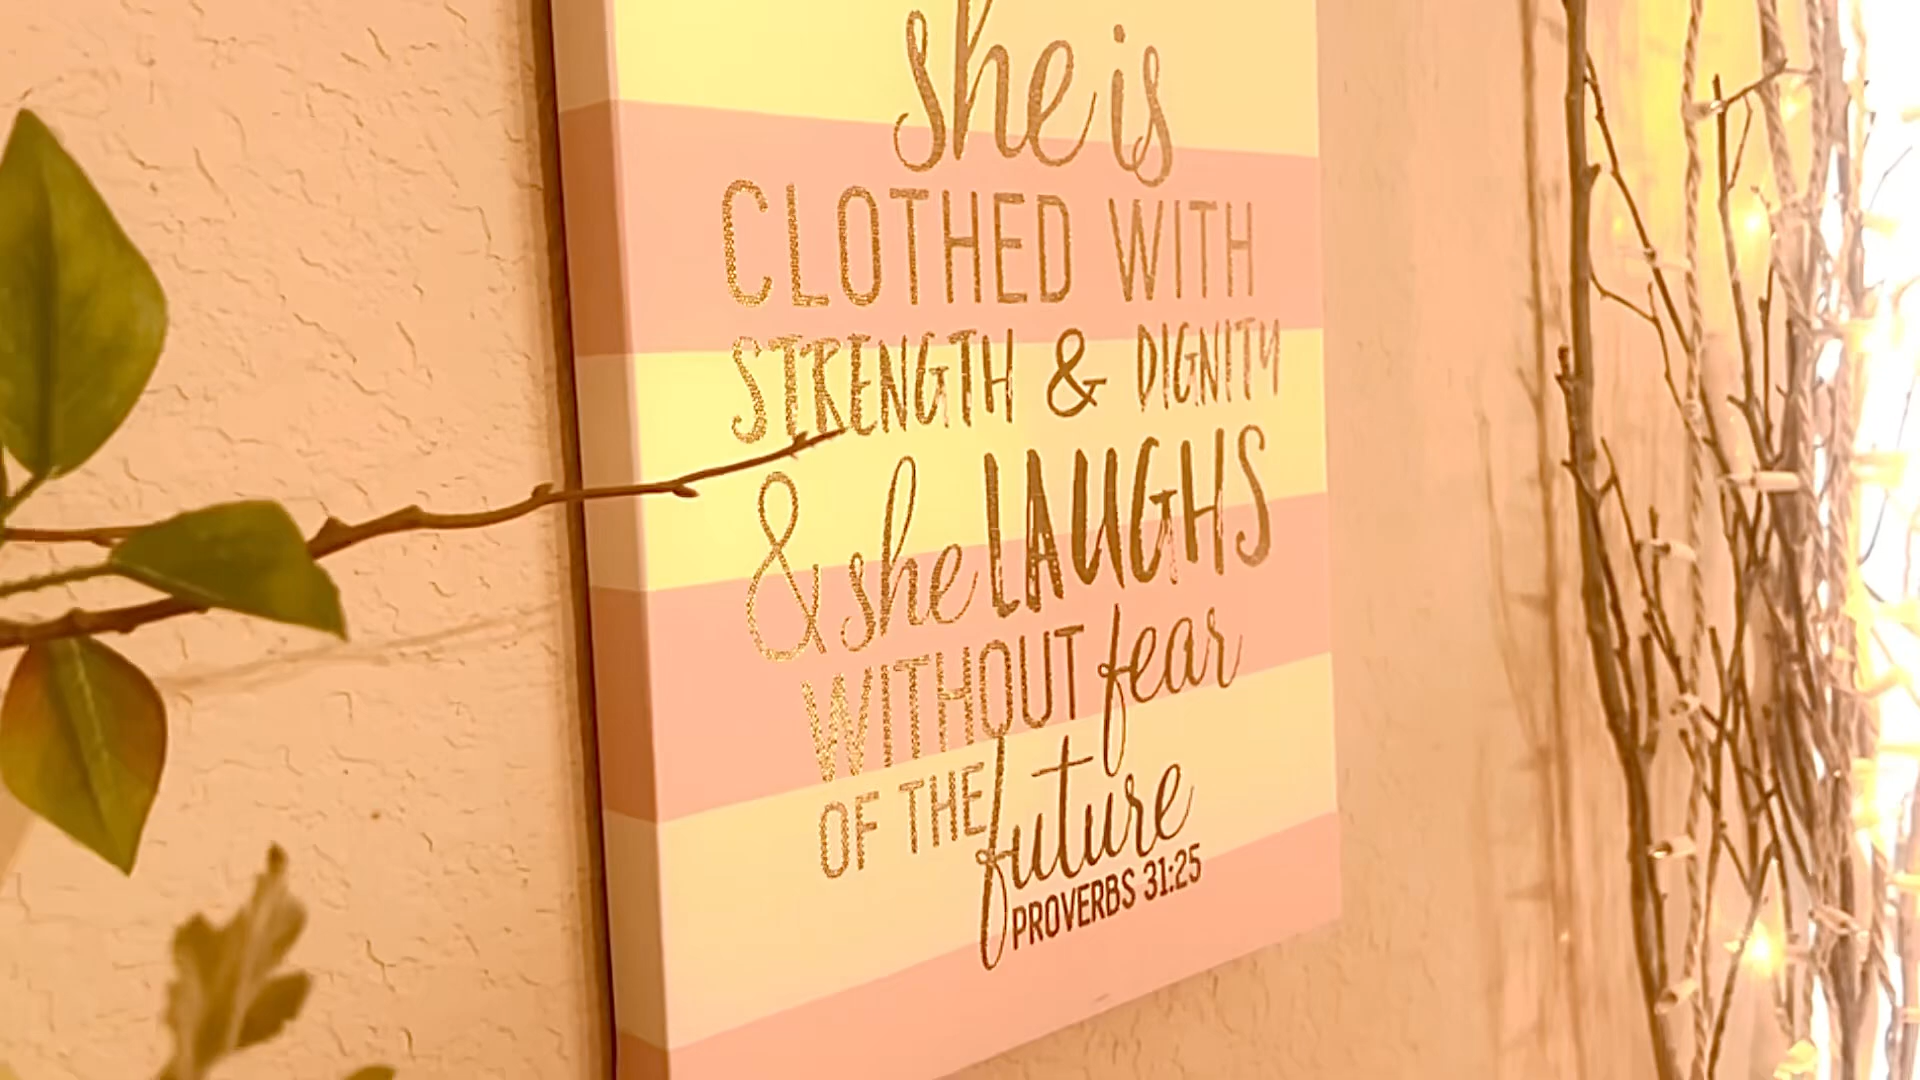 she is
CLOTHED WITH
STRENGTH & DIGNITY
& she LAUGHS
WITHOUT fear
OF THE future
PROVERBS 31:25